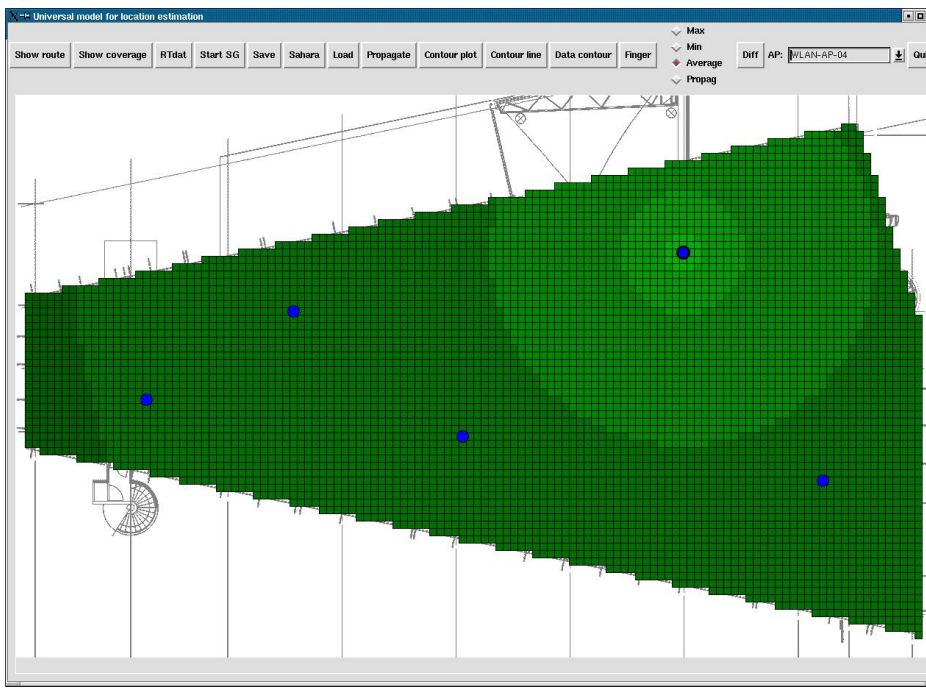 Universal model for location estimation
Max
Min
Show route Show coverage RTdat Start SG Save Sahara Load Propagate Contour plot Contour line Data contour Finger Average Diff AP: WLAN-AP-04
Propag